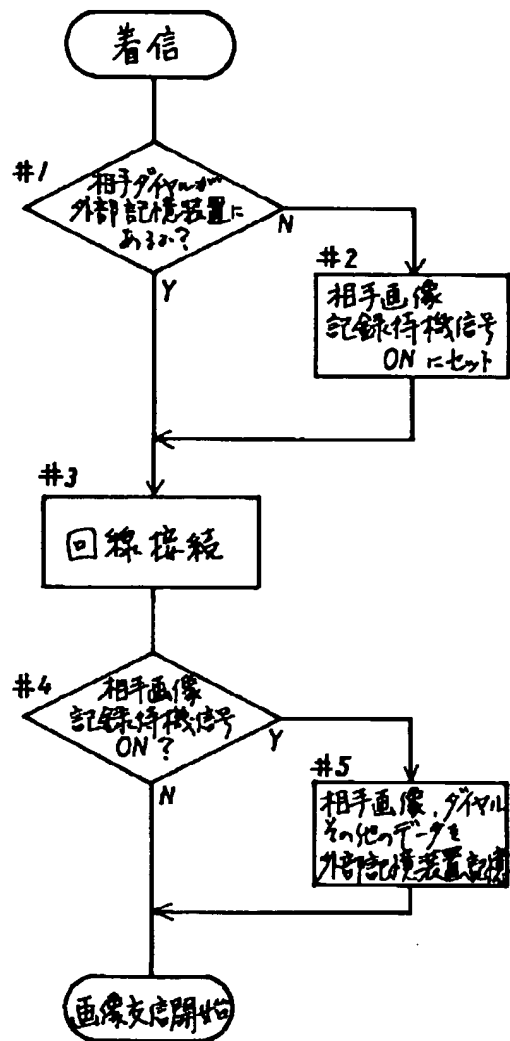 着信
#1
相手ダイヤルが
外部記憶装置に
あるか?
N
Y
#2
相手画像
記録待機信号
ONにセット
#3
回線接続
#4
相手画像
記録待機信号
ON?
Y
N
#5
相手画像、ダイヤル
その他のデータを
外部記憶装置記憶
画像交信開始